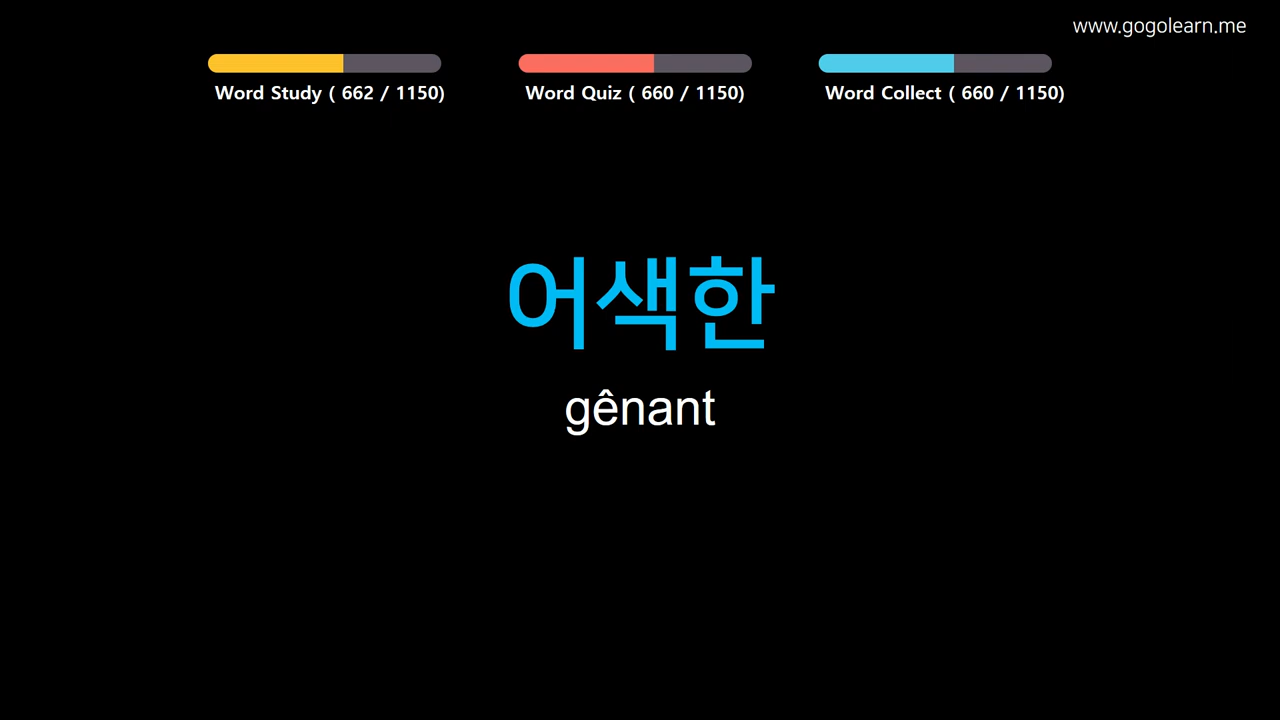 www.gogolearn.me
Word Study ( 662 / 1150)
Word Quiz ( 660 / 1150)
Word Collect ( 660 / 1150)
어색한
gênant